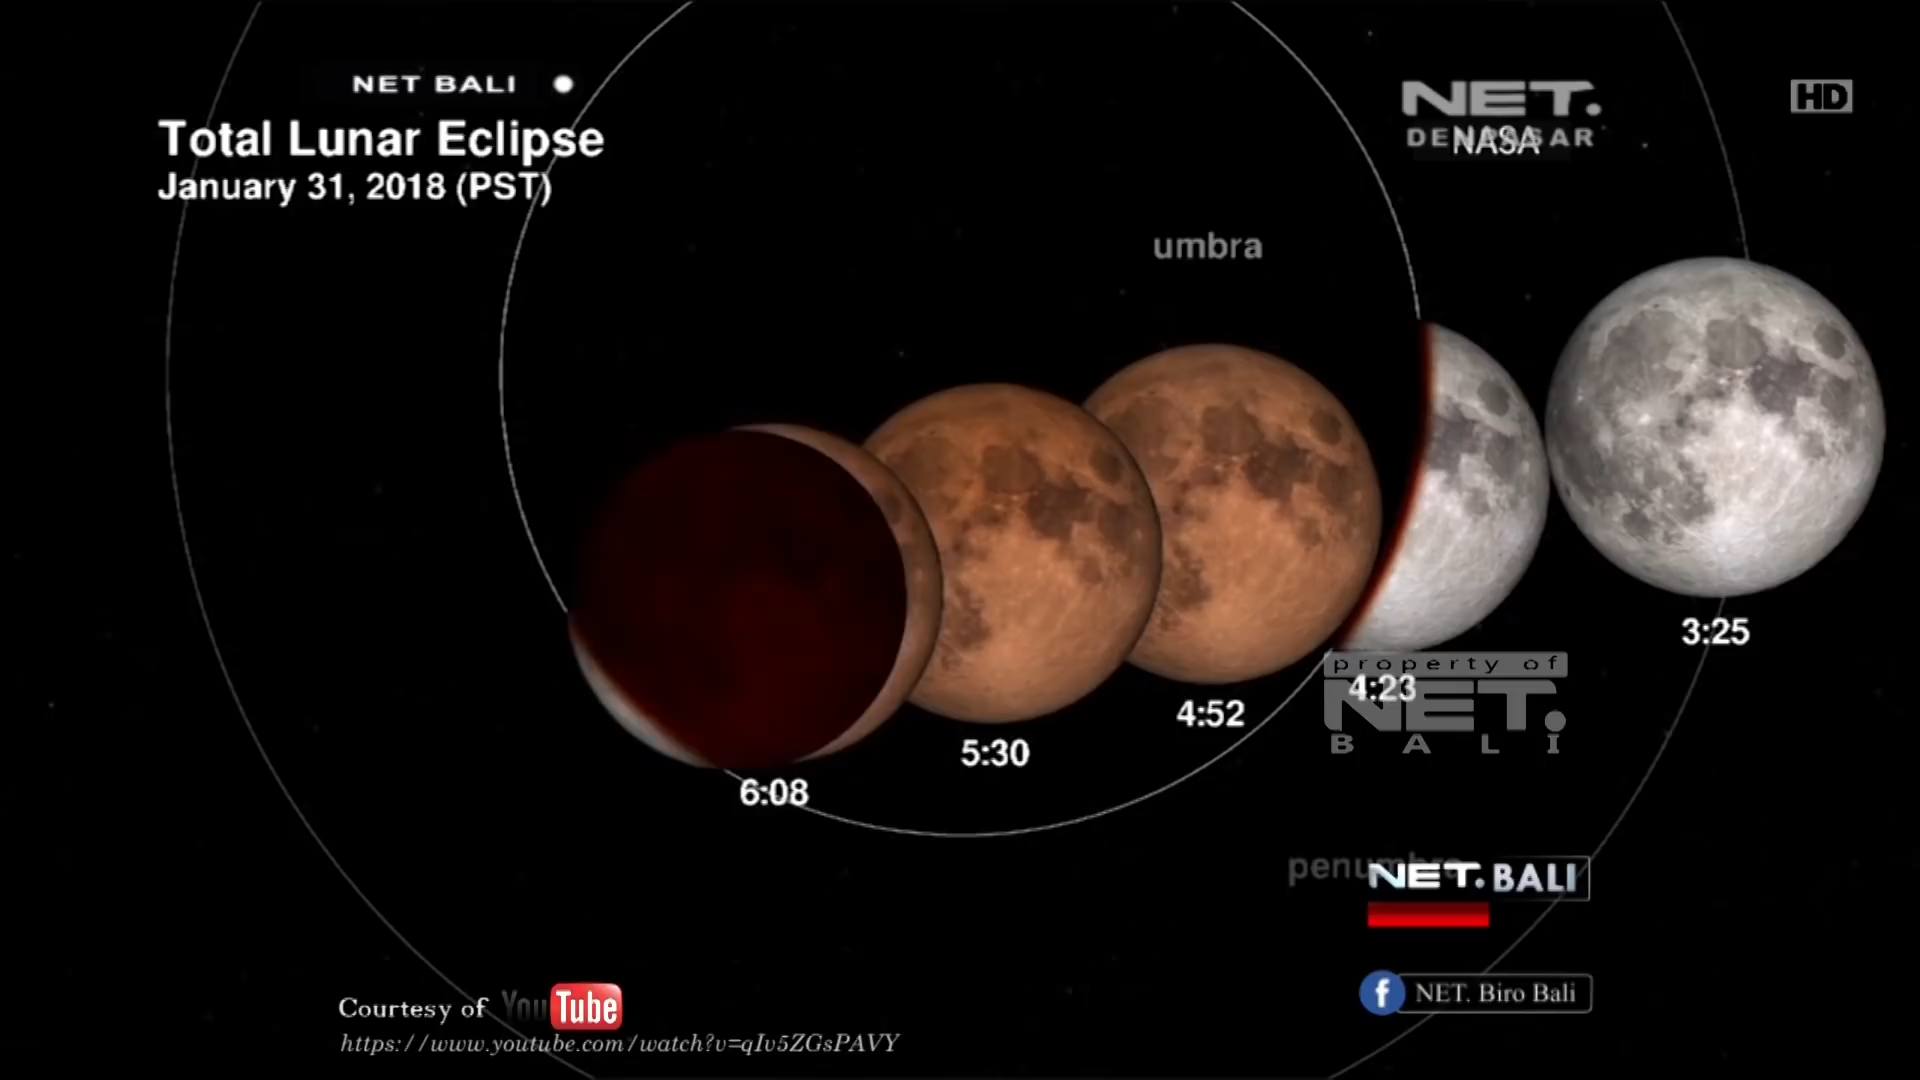 NET BALI
Total Lunar Eclipse
January 31, 2018 (PST)
NET.
DENPASAR
NASA
HD
umbra
3:25
4:23
4:52
5:30
6:08
property of
NET.
BALI
penumbra
NET. BALI
f NET. Biro Bali
Courtesy of YouTube
https://www.youtube.com/watch?v=qIv5ZGsPAVY